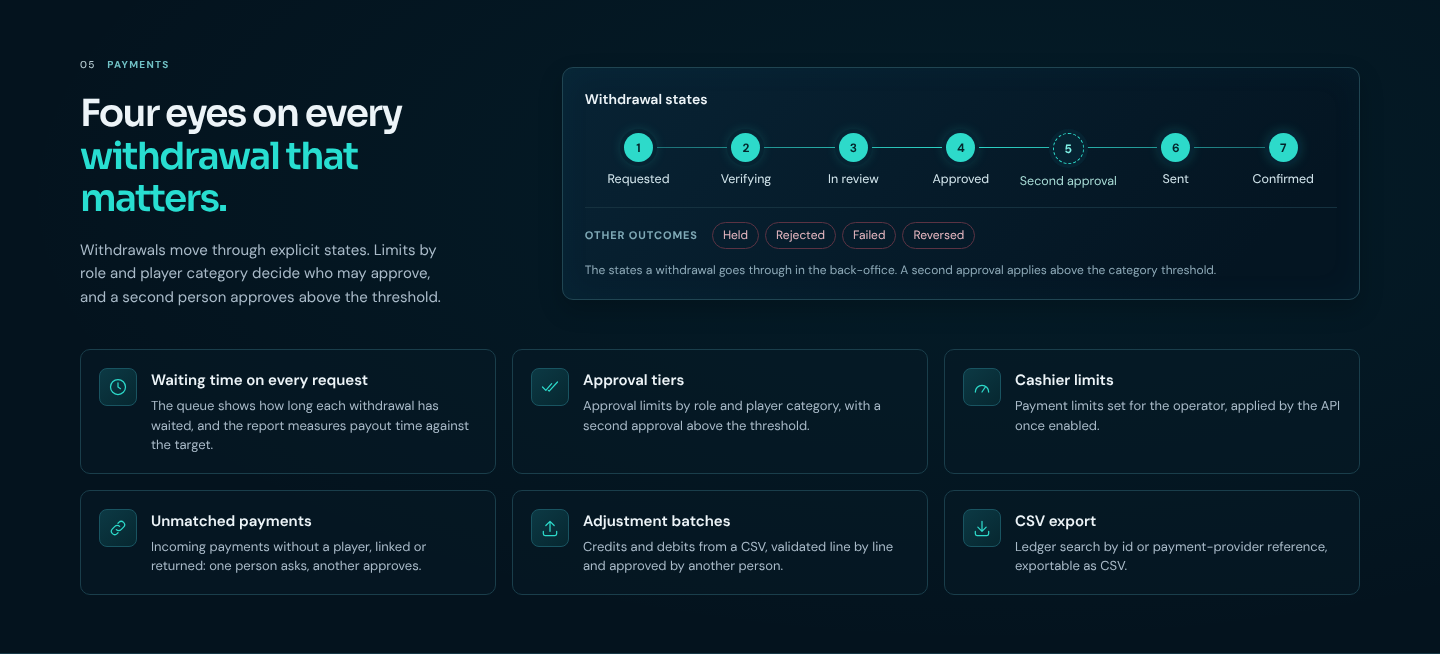 05 PAYMENTS
Four eyes on every
withdrawal that
matters.
Withdrawals move through explicit states. Limits by
role and player category decide who may approve,
and a second person approves above the threshold.
Withdrawal states
1 2 3 4 5 6 7
Requested Verifying In review Approved Second approval Sent Confirmed
OTHER OUTCOMES Held Rejected Failed Reversed
The states a withdrawal goes through in the back-office. A second approval applies above the category threshold.
Waiting time on every request
The queue shows how long each withdrawal has
waited, and the report measures payout time against
the target.
Approval tiers
Approval limits by role and player category, with a
second approval above the threshold.
Cashier limits
Payment limits set for the operator, applied by the API
once enabled.
Unmatched payments
Incoming payments without a player, linked or
returned: one person asks, another approves.
Adjustment batches
Credits and debits from a CSV, validated line by line
and approved by another person.
CSV export
Ledger search by id or payment-provider reference,
exportable as CSV.